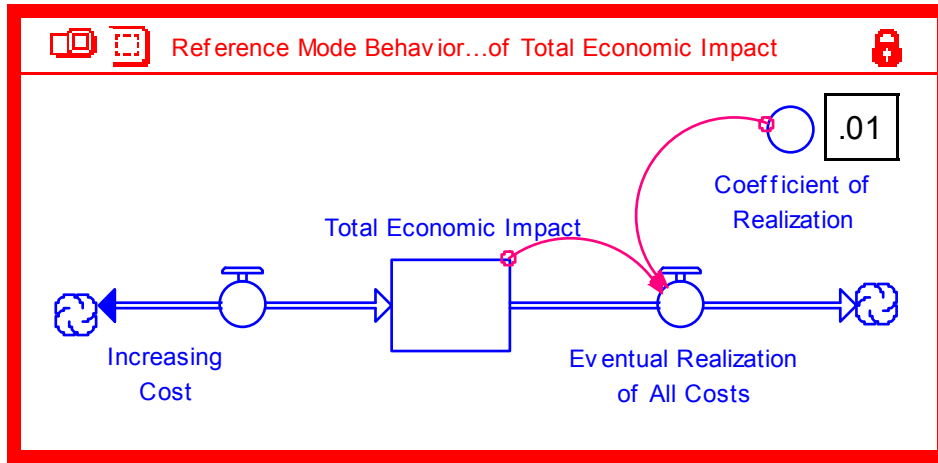 Reference Mode Behavior...of Total Economic Impact
.01
Coefficient of
Realization
Total Economic Impact
Increasing
Cost
Eventual Realization
of All Costs